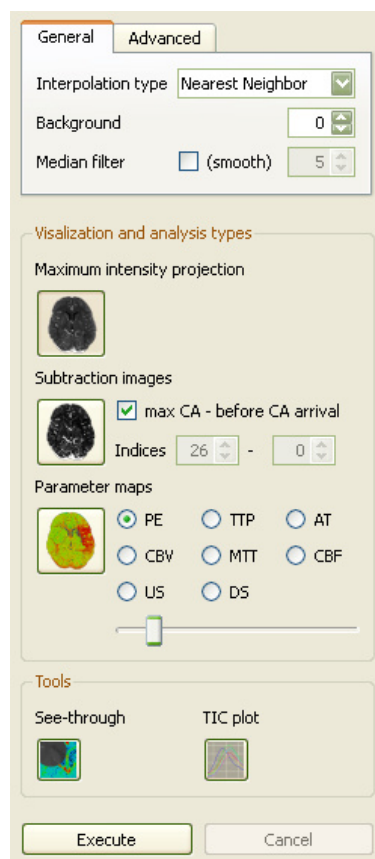 General Advanced
Interpolation type Nearest Neighbor
Background 0
Median filter (smooth) 5
Visalization and analysis types
Maximum intensity projection
Subtraction images
max CA - before CA arrival
Indices 26 - 0
Parameter maps
PE TTP AT
CBV MTT CBF
US DS
Tools
See-through TIC plot
Execute Cancel